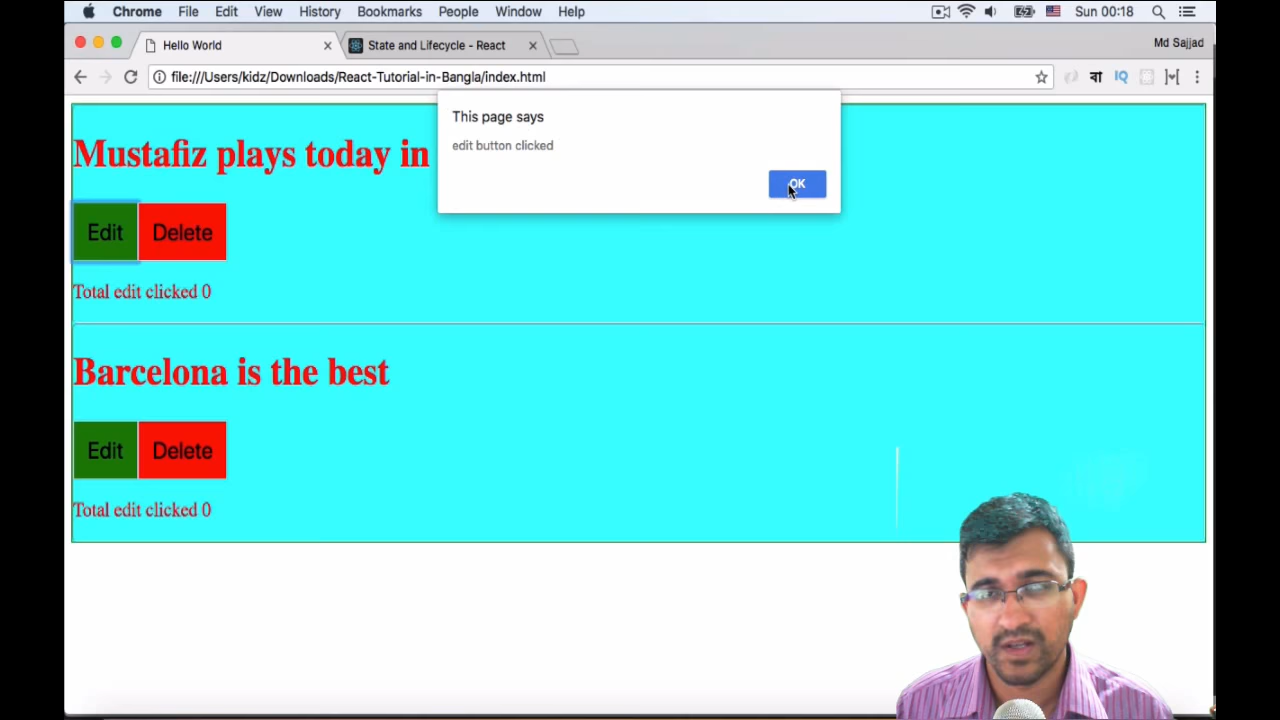 Chrome File Edit View History Bookmarks People Window Help Sun 00:18
Hello World State and Lifecycle - React Md Sajjad
file:///Users/kidz/Downloads/React-Tutorial-in-Bangla/index.html বা IQ
This page says
edit button clicked
OK
Mustafiz plays today in
Edit Delete
Total edit clicked 0
Barcelona is the best
Edit Delete
Total edit clicked 0